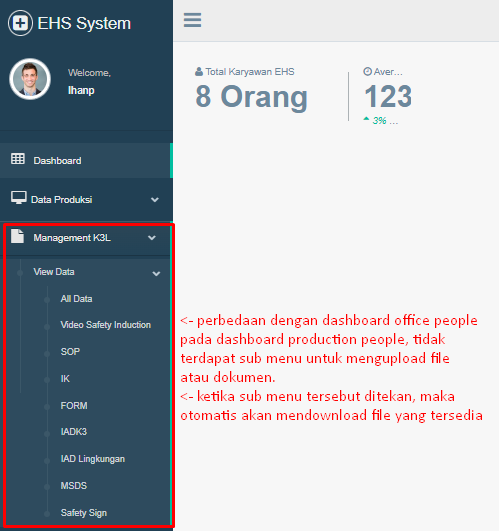 EHS System
Welcome,
Ihanp
Total Karyawan EHS
8 Orang
Aver...
123
3% ...
Dashboard
Data Produksi
Management K3L
View Data
All Data
Video Safety Induction
SOP
IK
FORM
IADK3
IAD Lingkungan
MSDS
Safety Sign
<- perbedaan dengan dashboard office people
pada dashboard production people, tidak
terdapat sub menu untuk mengupload file
atau dokumen.
<- ketika sub menu tersebut ditekan, maka
otomatis akan mendownload file yang tersedia